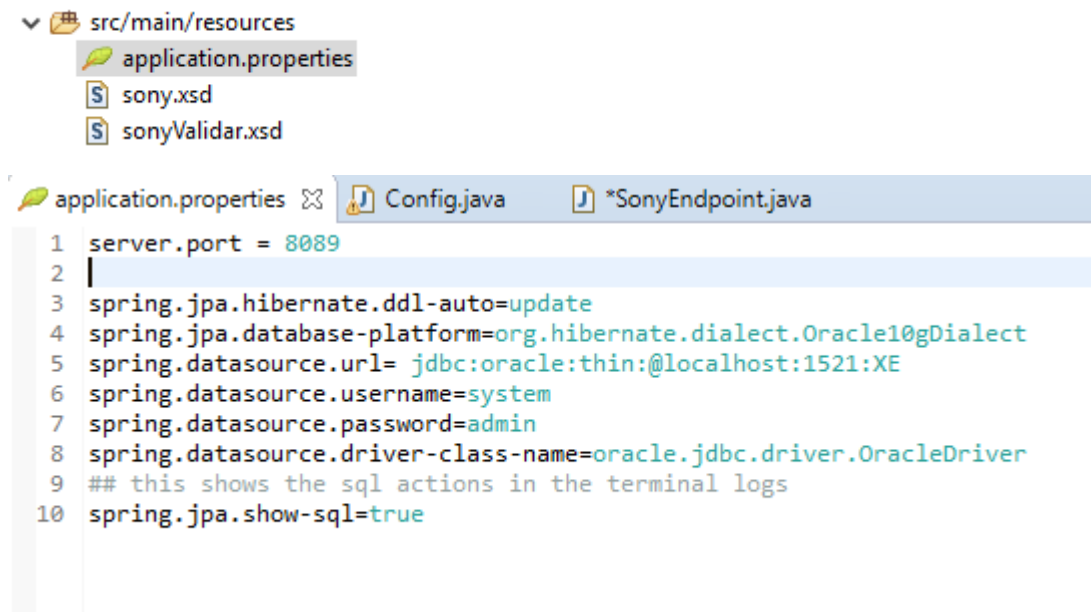 src/main/resources
application.properties
S sony.xsd
S sonyValidar.xsd
application.properties J Config.java J *SonyEndpoint.java
1 server.port = 8089
2
3 spring.jpa.hibernate.ddl-auto=update
4 spring.jpa.database-platform=org.hibernate.dialect.Oracle10gDialect
5 spring.datasource.url= jdbc:oracle:thin:@localhost:1521:XE
6 spring.datasource.username=system
7 spring.datasource.password=admin
8 spring.datasource.driver-class-name=oracle.jdbc.driver.OracleDriver
9 ## this shows the sql actions in the terminal logs
10 spring.jpa.show-sql=true